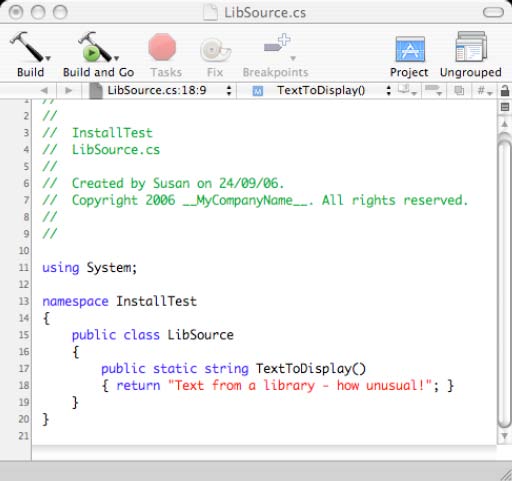 LibSource.cs
Build Build and Go Tasks Fix Breakpoints Project Ungrouped
LibSource.cs:18:9 M TextToDisplay() #
1 //
2 //
3 // InstallTest
4 // LibSource.cs
5 //
6 // Created by Susan on 24/09/06.
7 // Copyright 2006 __MyCompanyName__. All rights reserved.
8 //
9 //
10
11 using System;
12
13 namespace InstallTest
14 {
15 public class LibSource
16 {
17 public static string TextToDisplay()
18 { return "Text from a library - how unusual!"; }
19 }
20 }
21